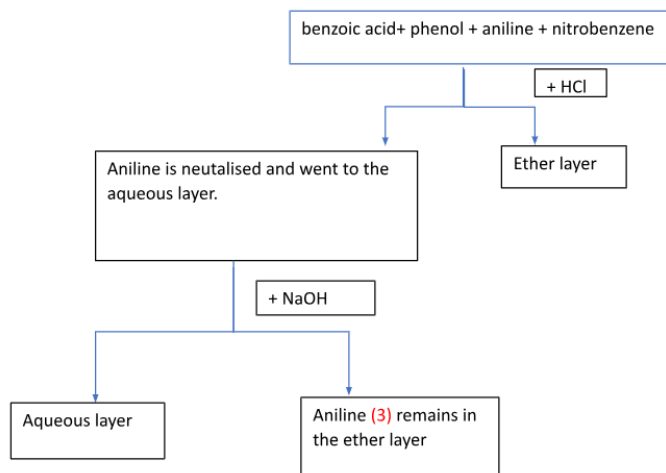 benzoic acid+ phenol + aniline + nitrobenzene
+ HCl
Aniline is neutalised and went to the
aqueous layer.
Ether layer
+ NaOH
Aqueous layer
Aniline (3) remains in
the ether layer